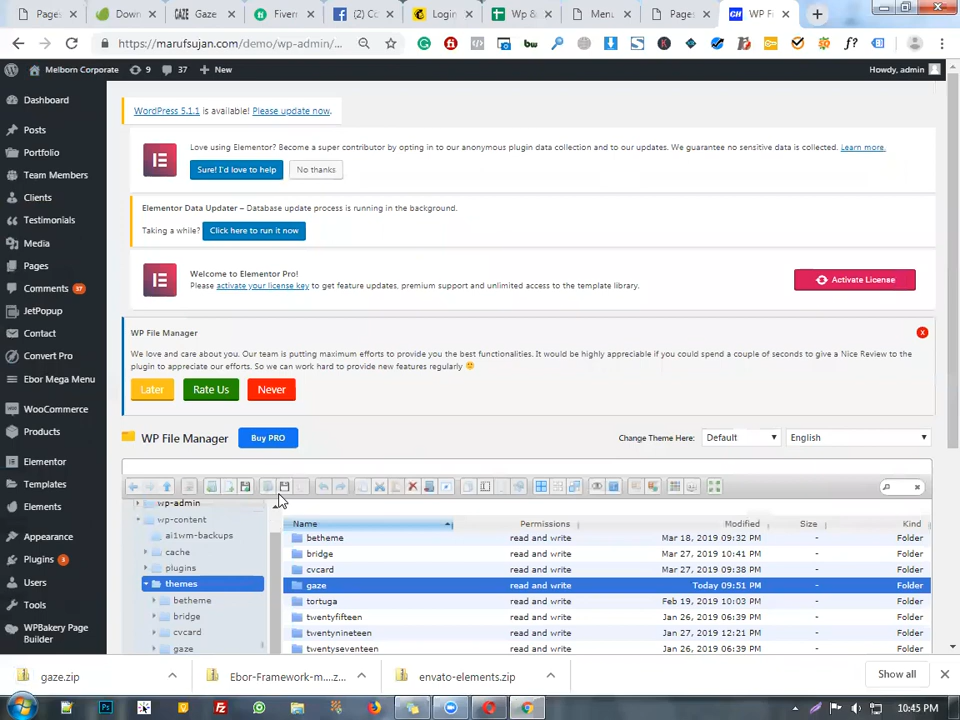 Pages
Down
GAZE Gaze
Fiverr
(2) Co
Login
Wp &
Menu
Pages
CH WP Fi
https://marufsujan.com/demo/wp-admin/...
bw
f?
Melborn Corporate 9 37 + New Howdy, admin
Dashboard
Posts
Portfolio
Team Members
Clients
Testimonials
Media
Pages
Comments 37
JetPopup
Contact
Convert Pro
Ebor Mega Menu
WooCommerce
Products
Elementor
Templates
Elements
Appearance
Plugins 3
Users
Tools
WPBakery Page
Builder
WordPress 5.1.1 is available! Please update now.
Love using Elementor? Become a super contributor by opting in to our anonymous plugin data collection and to our updates. We guarantee no sensitive data is collected. Learn more.
Sure! I'd love to help No thanks
Elementor Data Updater – Database update process is running in the background.
Taking a while? Click here to run it now
Welcome to Elementor Pro!
Please activate your license key to get feature updates, premium support and unlimited access to the template library.
Activate License
WP File Manager
We love and care about you. Our team is putting maximum efforts to provide you the best functionalities. It would be highly appreciable if you could spend a couple of seconds to give a Nice Review to the
plugin to appreciate our efforts. So we can work hard to provide new features regularly
Later Rate Us Never
WP File Manager Buy PRO Change Theme Here: Default English
wp-admin
wp-content
ai1wm-backups
cache
plugins
themes
betheme
bridge
cvcard
gaze
Name Permissions Modified Size Kind
betheme read and write Mar 18, 2019 09:32 PM - Folder
bridge read and write Mar 27, 2019 10:41 PM - Folder
cvcard read and write Mar 27, 2019 09:38 PM - Folder
gaze read and write Today 09:51 PM - Folder
tortuga read and write Feb 19, 2019 10:03 PM - Folder
twentyfifteen read and write Jan 26, 2019 06:39 PM - Folder
twentynineteen read and write Jan 27, 2019 12:21 PM - Folder
twentyseventeen read and write Jan 26, 2019 06:39 PM - Folder
gaze.zip
Ebor-Framework-m....z...zip
envato-elements.zip
Show all
10:45 PM